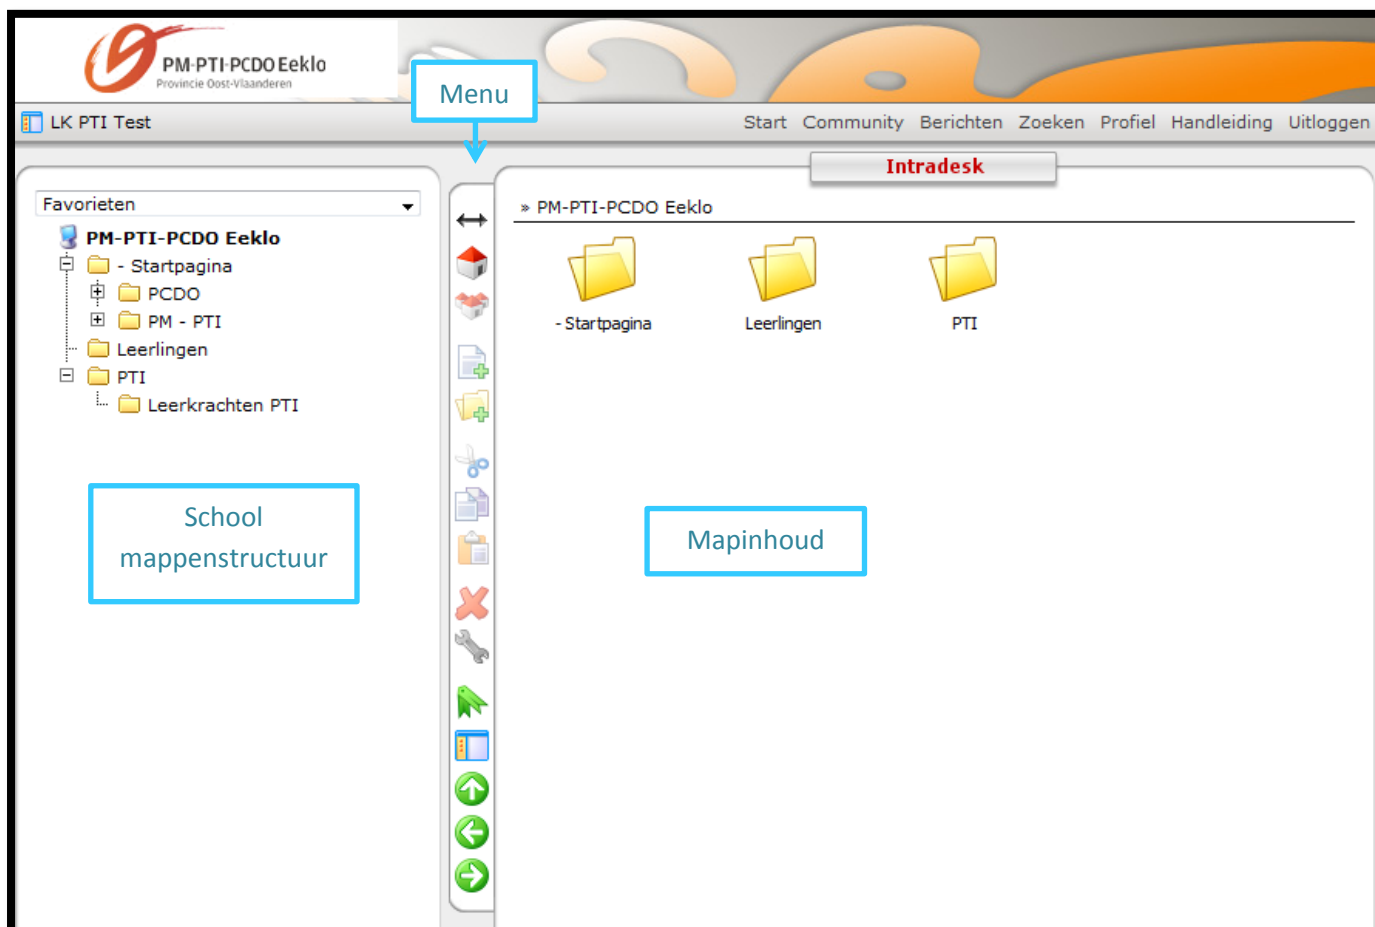 PM-PTI-PCDO Eeklo
Provincie Oost-Vlaanderen
Menu
LK PTI Test
Start Community Berichten Zoeken Profiel Handleiding Uitloggen
Intradesk
Favorieten
PM-PTI-PCDO Eeklo
- Startpagina
PCDO
PM - PTI
Leerlingen
PTI
Leerkrachten PTI
School
mappenstructuur
» PM-PTI-PCDO Eeklo
- Startpagina
Leerlingen
PTI
Mapinhoud